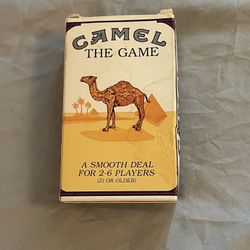 CAMEL
THE GAME
A SMOOTH DEAL
FOR 2-6 PLAYERS
(21 OR OLDER)